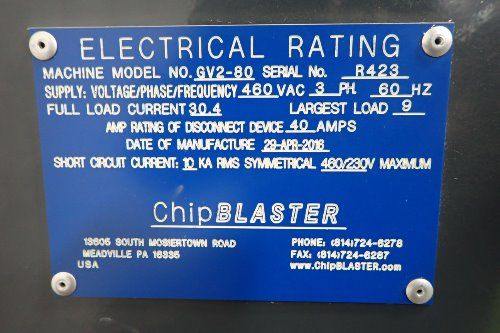 ELECTRICAL RATING
MACHINE MODEL NO. GV2-80 SERIAL No. R423
SUPPLY: VOLTAGE/PHASE/FREQUENCY 460 VAC 3 PH. 60 HZ
FULL LOAD CURRENT 30.4 LARGEST LOAD 9
AMP RATING OF DISCONNECT DEVICE 40 AMPS
DATE OF MANUFACTURE 29-APR-2016
SHORT CIRCUIT CURRENT: 10 KA RMS SYMMETRICAL 460/230V MAXIMUM
ChipBLASTER
13605 SOUTH MOSIERTOWN ROAD
MEADVILLE PA 16335
USA
PHONE: (814)724-6278
FAX: (814)724-6287
www.ChipBLASTER.com